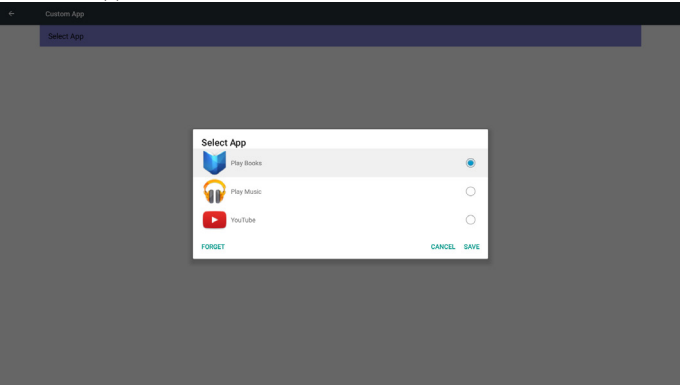 Custom App
Select App
Select App
Play Books
Play Music
YouTube
FORGET CANCEL SAVE